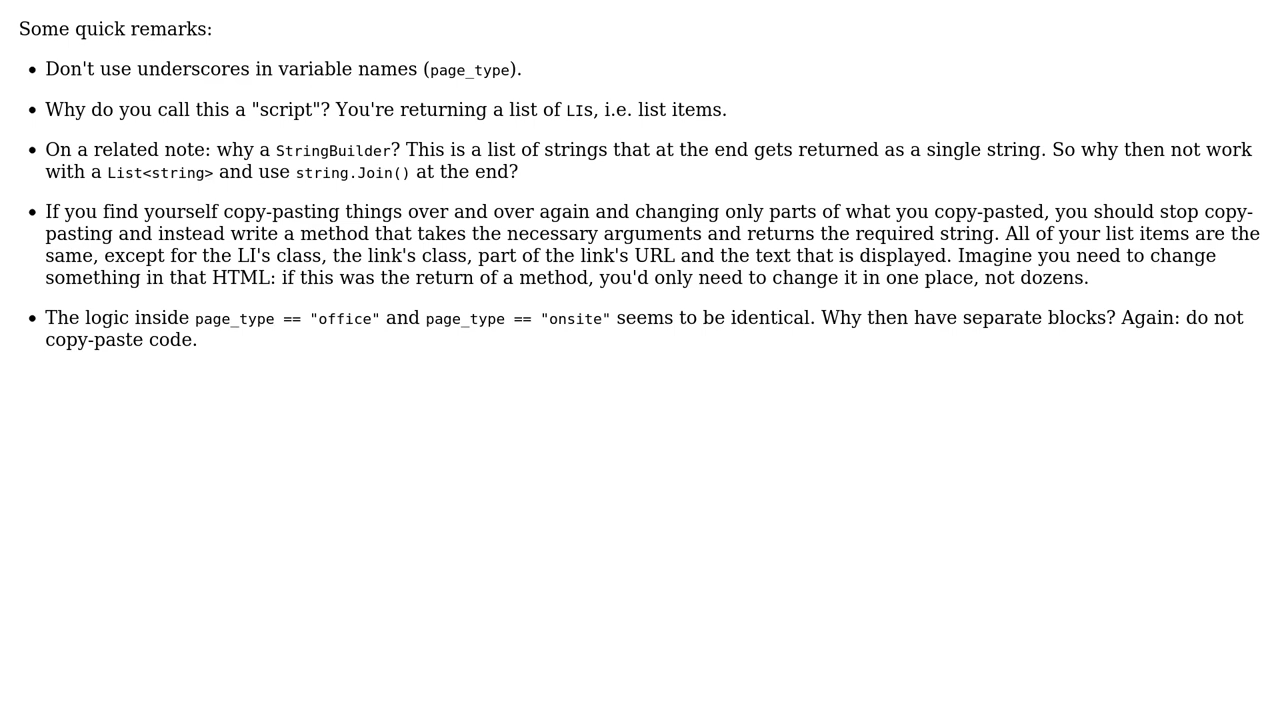 Some quick remarks:
• Don't use underscores in variable names (page_type).
• Why do you call this a "script"? You're returning a list of LIs, i.e. list items.
• On a related note: why a StringBuilder? This is a list of strings that at the end gets returned as a single string. So why then not work
with a List<string> and use string.Join() at the end?
• If you find yourself copy-pasting things over and over again and changing only parts of what you copy-pasted, you should stop copy-
pasting and instead write a method that takes the necessary arguments and returns the required string. All of your list items are the
same, except for the LI's class, the link's class, part of the link's URL and the text that is displayed. Imagine you need to change
something in that HTML: if this was the return of a method, you'd only need to change it in one place, not dozens.
• The logic inside page_type == "office" and page_type == "onsite" seems to be identical. Why then have separate blocks? Again: do not
copy-paste code.